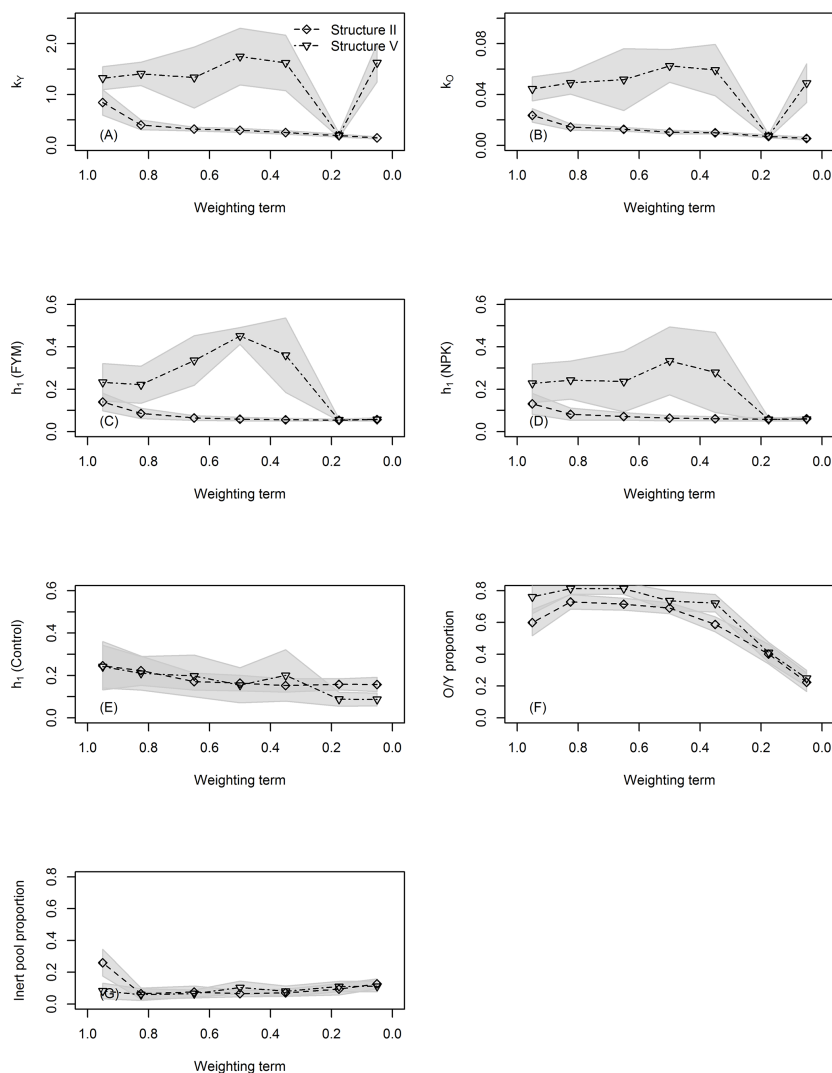 Structure II
Structure V
kY
0.0 1.0 2.0
(A)
1.0 0.8 0.6 0.4 0.2 0.0
Weighting term
kO
0.00 0.04 0.08
(B)
1.0 0.8 0.6 0.4 0.2 0.0
Weighting term
h1 (FYM)
0.0 0.2 0.4 0.6
(C)
1.0 0.8 0.6 0.4 0.2 0.0
Weighting term
h1 (NPK)
0.0 0.2 0.4 0.6
(D)
1.0 0.8 0.6 0.4 0.2 0.0
Weighting term
h1 (Control)
0.0 0.2 0.4 0.6
(E)
1.0 0.8 0.6 0.4 0.2 0.0
Weighting term
O/Y proportion
0.0 0.2 0.4 0.6 0.8
(F)
1.0 0.8 0.6 0.4 0.2 0.0
Weighting term
Inert pool proportion
0.0 0.2 0.4 0.6 0.8
(G)
1.0 0.8 0.6 0.4 0.2 0.0
Weighting term